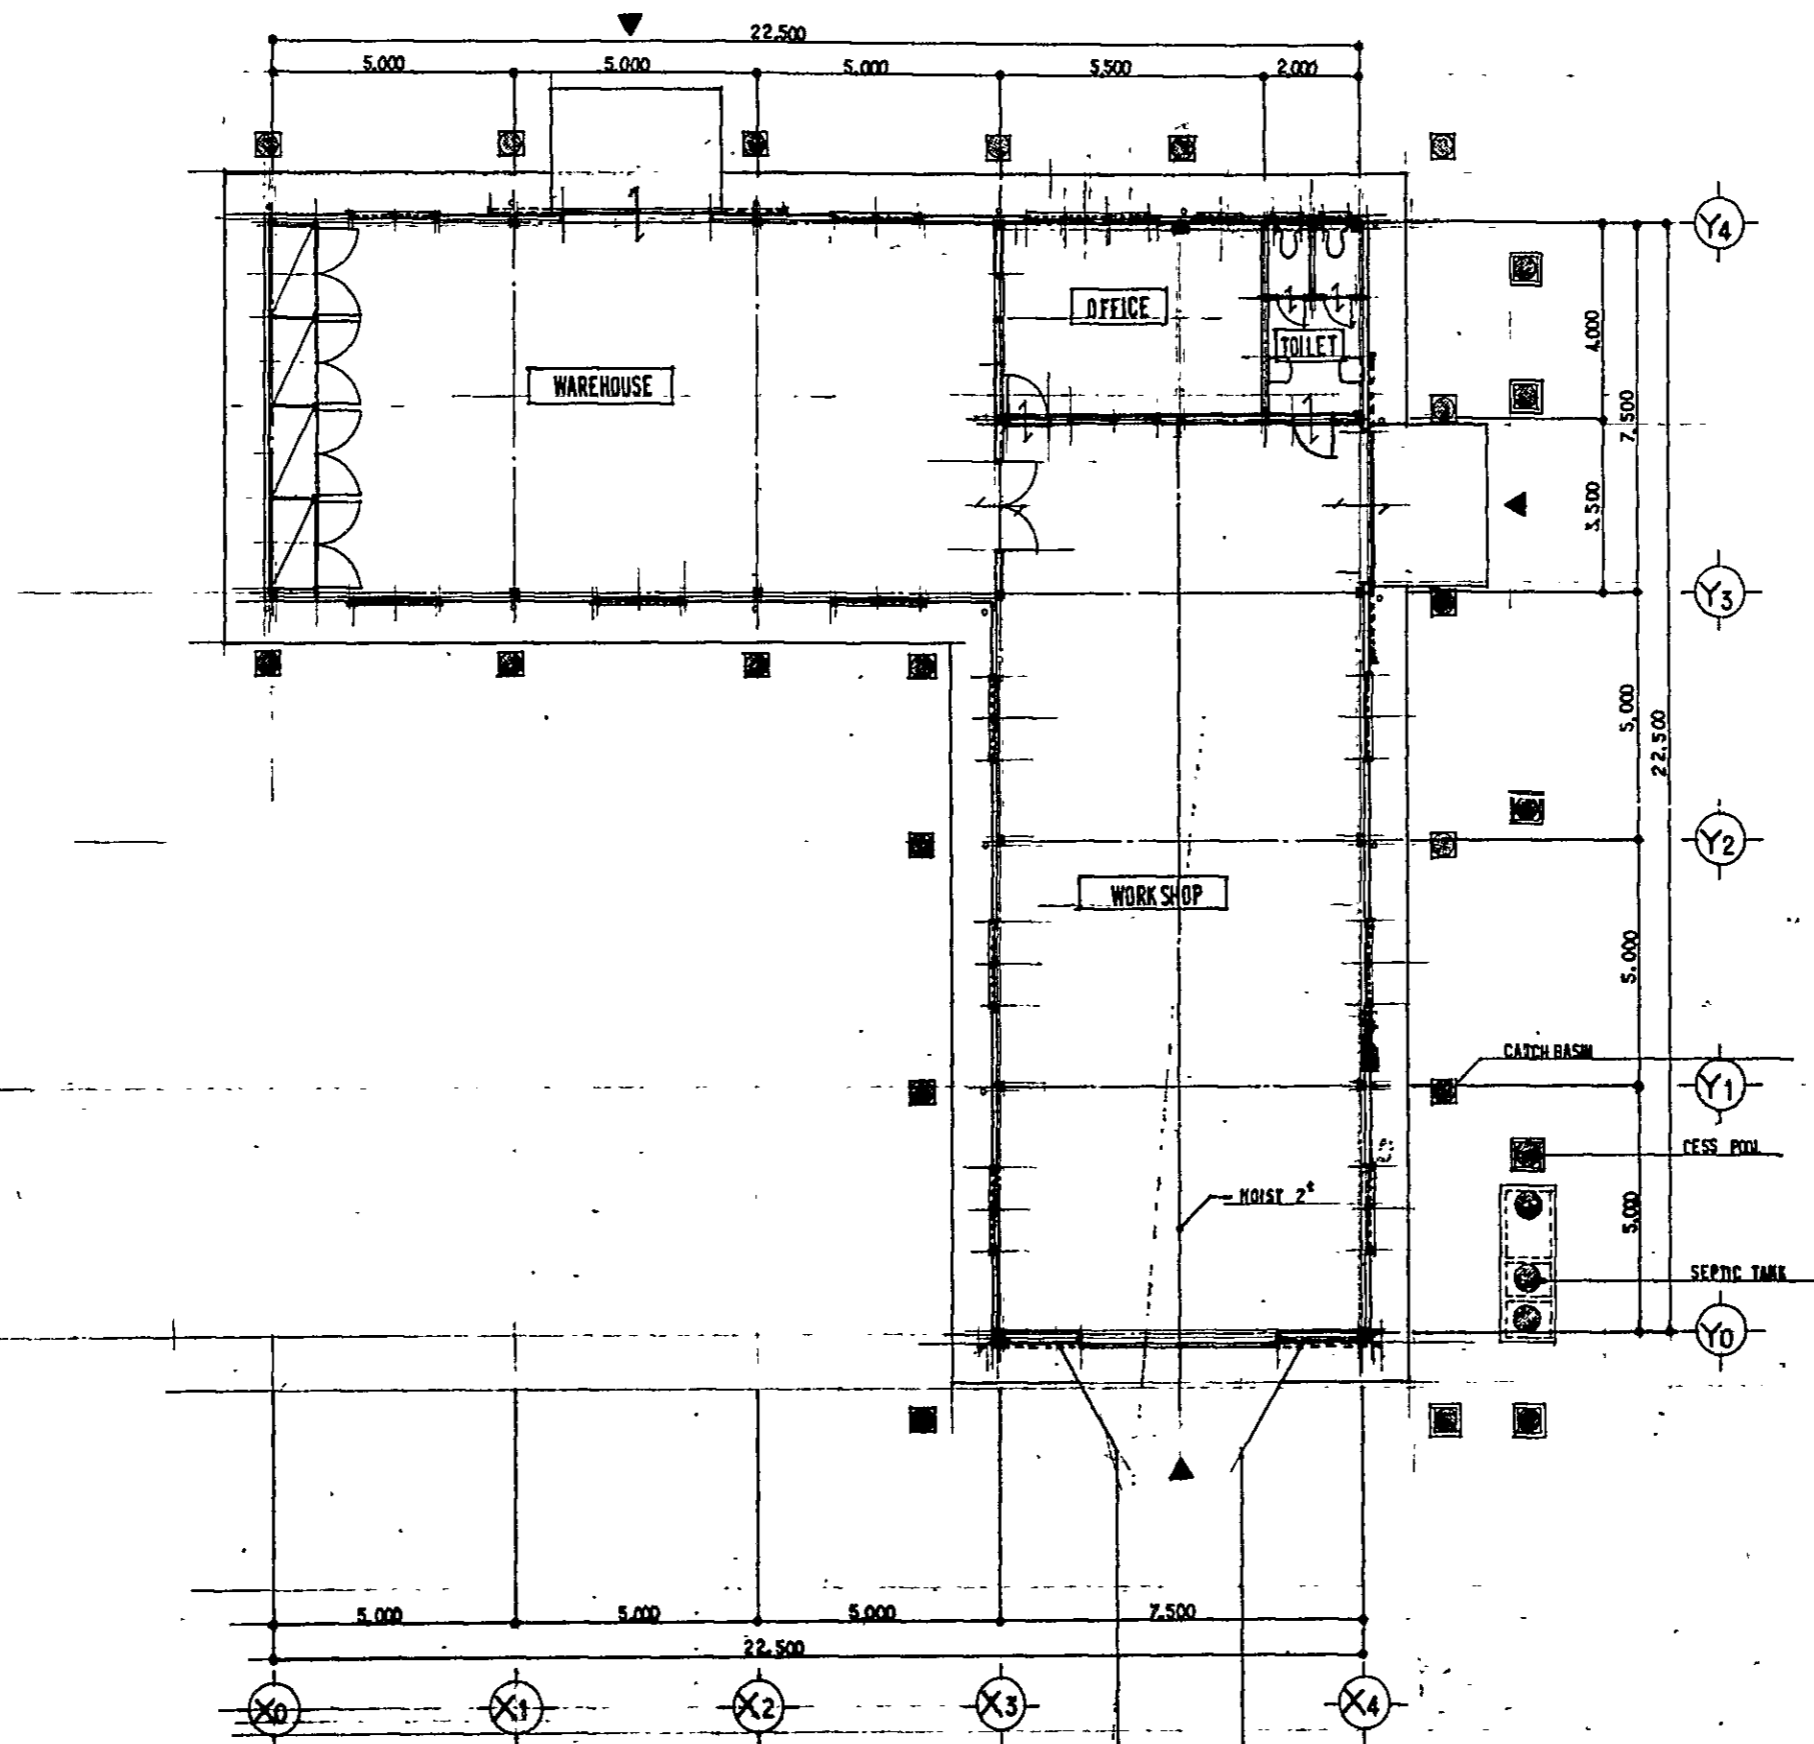 22.500
5.000 5.000 5.000 5.500 2.000
Y4
OFFICE
TOILET
4.000
WAREHOUSE
7.500
3.500
Y3
5.000
22.500
Y2
WORKSHOP
5.000
CATCH BASIN
Y1
CESS POOL
HOIST 2t
5.000
SEPTIC TANK
Y0
5.000 5.000 5.000 7.500
22.500
X0 X1 X2 X3 X4